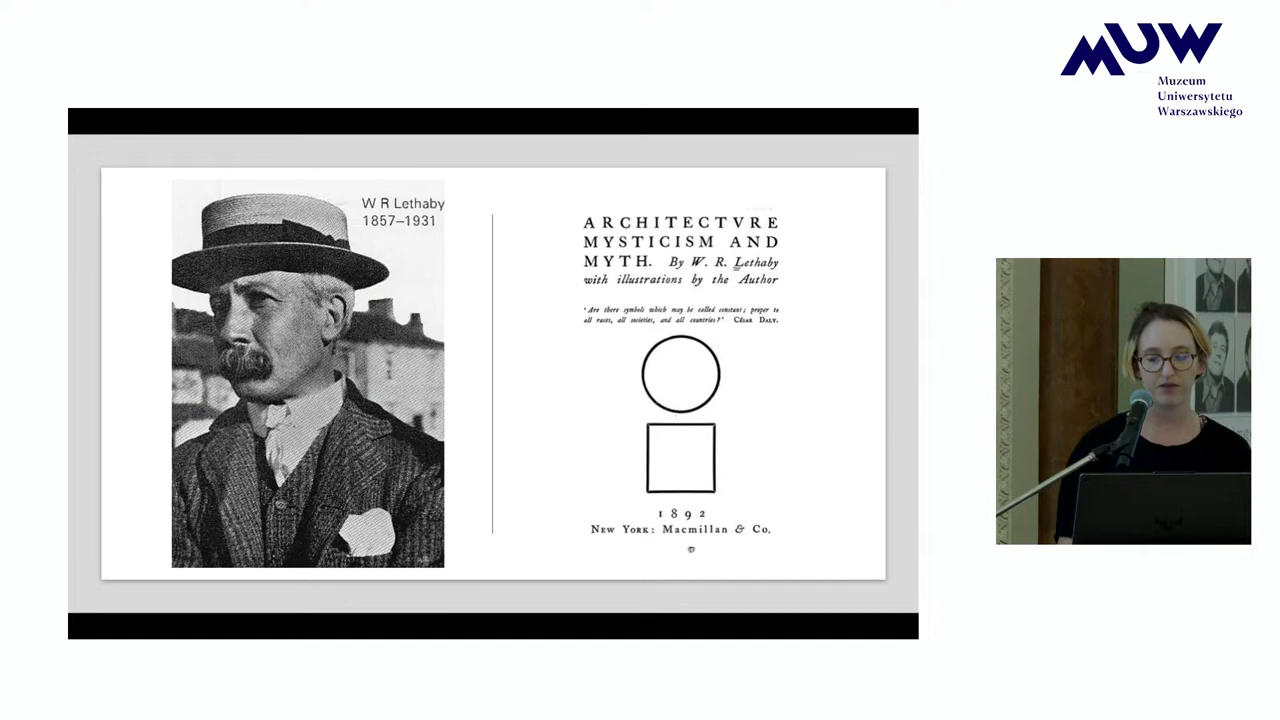 MUW
Muzeum
Uniwersytetu
Warszawskiego
W R Lethaby
1857–1931
ARCHITECTVRE
MYSTICISM AND
MYTH. By W. R. Lethaby
with illustrations by the Author
‘Are there symbols which may be called constant; proper to
all races, all societies, and all countries?’ CÉSAR DALY.
1892
NEW YORK: Macmillan & Co.